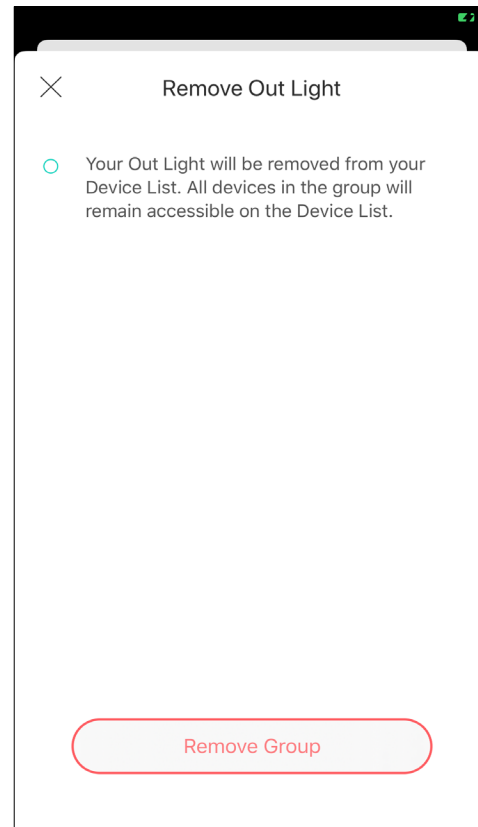 Remove Out Light
Your Out Light will be removed from your
Device List. All devices in the group will
remain accessible on the Device List.
Remove Group